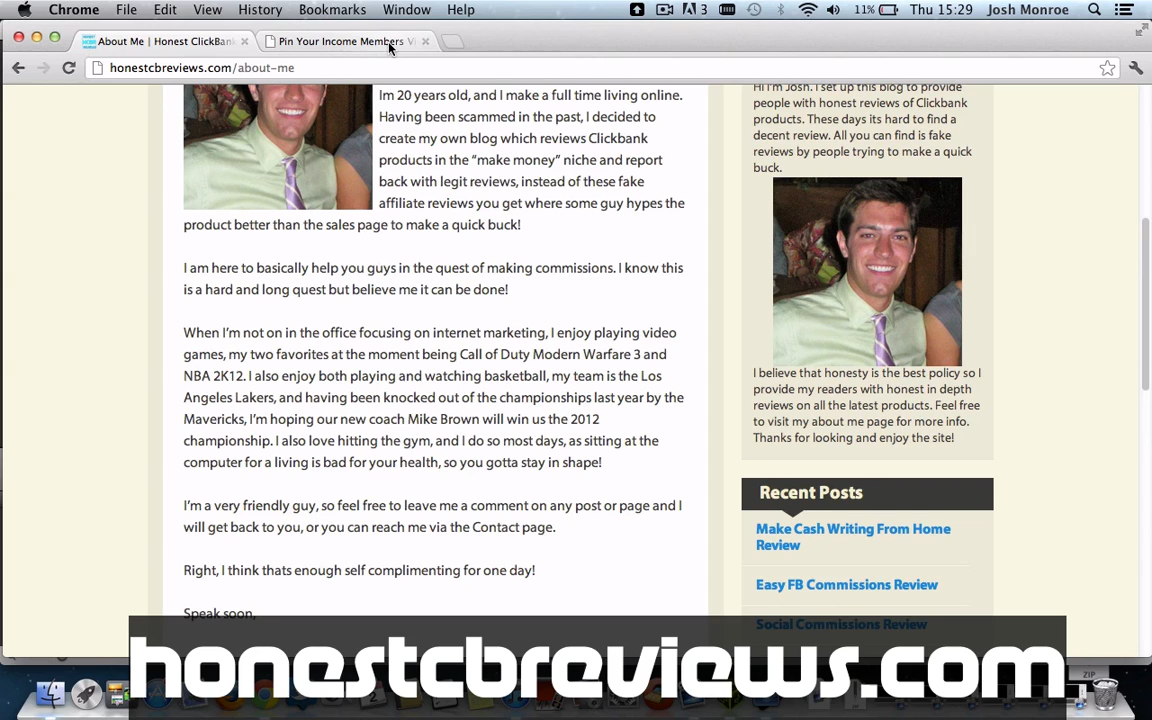 Chrome File Edit View History Bookmarks Window Help 3 11% Thu 15:29 Josh Monroe
About Me | Honest ClickBank Pin Your Income Members Vi
honestcbreviews.com/about-me
Im 20 years old, and I make a full time living online.
Having been scammed in the past, I decided to
create my own blog which reviews Clickbank
products in the “make money” niche and report
back with legit reviews, instead of these fake
affiliate reviews you get where some guy hypes the
product better than the sales page to make a quick buck!
I am here to basically help you guys in the quest of making commissions. I know this
is a hard and long quest but believe me it can be done!
When I’m not on in the office focusing on internet marketing, I enjoy playing video
games, my two favorites at the moment being Call of Duty Modern Warfare 3 and
NBA 2K12. I also enjoy both playing and watching basketball, my team is the Los
Angeles Lakers, and having been knocked out of the championships last year by the
Mavericks, I’m hoping our new coach Mike Brown will win us the 2012
championship. I also love hitting the gym, and I do so most days, as sitting at the
computer for a living is bad for your health, so you gotta stay in shape!
I’m a very friendly guy, so feel free to leave me a comment on any post or page and I
will get back to you, or you can reach me via the Contact page.
Right, I think thats enough self complimenting for one day!
Speak soon,
Hi I’m Josh. I set up this blog to provide
people with honest reviews of Clickbank
products. These days its hard to find a
decent review. All you can find is fake
reviews by people trying to make a quick
buck.
I believe that honesty is the best policy so I
provide my readers with honest in depth
reviews on all the latest products. Feel free
to visit my about me page for more info.
Thanks for looking and enjoy the site!
Recent Posts
Make Cash Writing From Home
Review
Easy FB Commissions Review
Social Commissions Review
honestcbreviews.com
ZIP